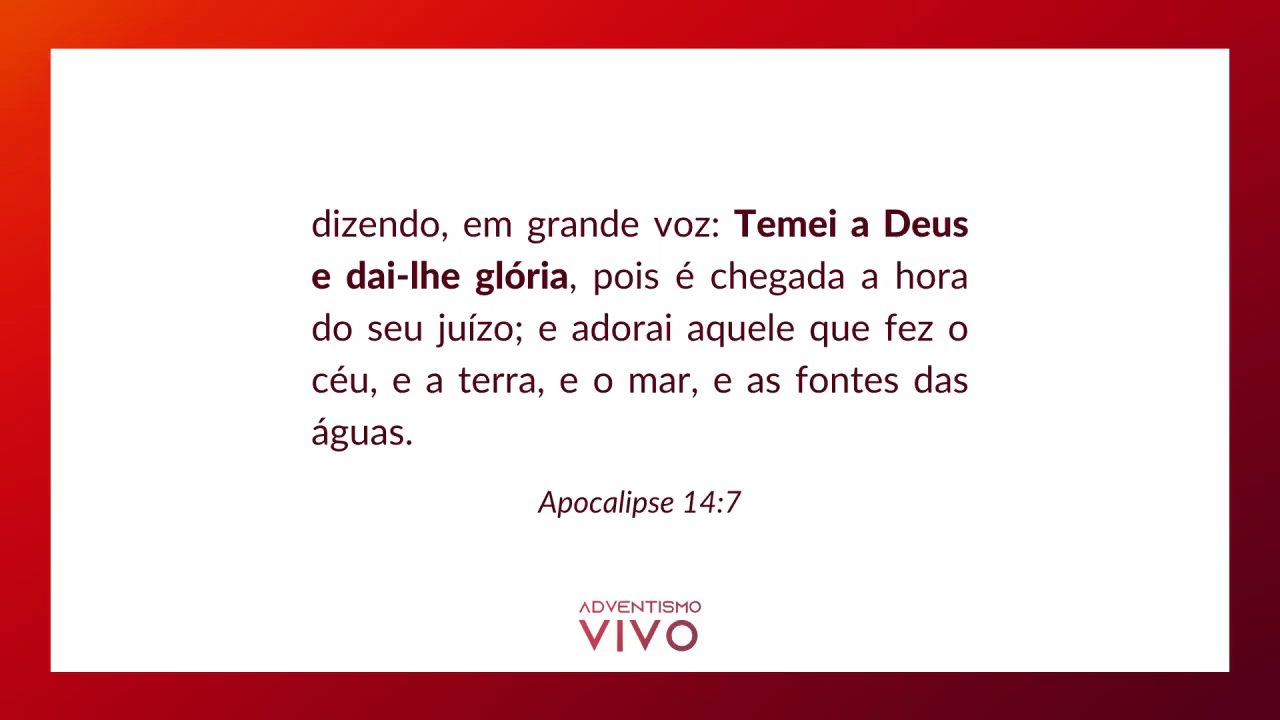 dizendo, em grande voz: Temei a Deus
e dai-lhe glória, pois é chegada a hora
do seu juízo; e adorai aquele que fez o
céu, e a terra, e o mar, e as fontes das
águas.
Apocalipse 14:7
ADVENTISMO
VIVO